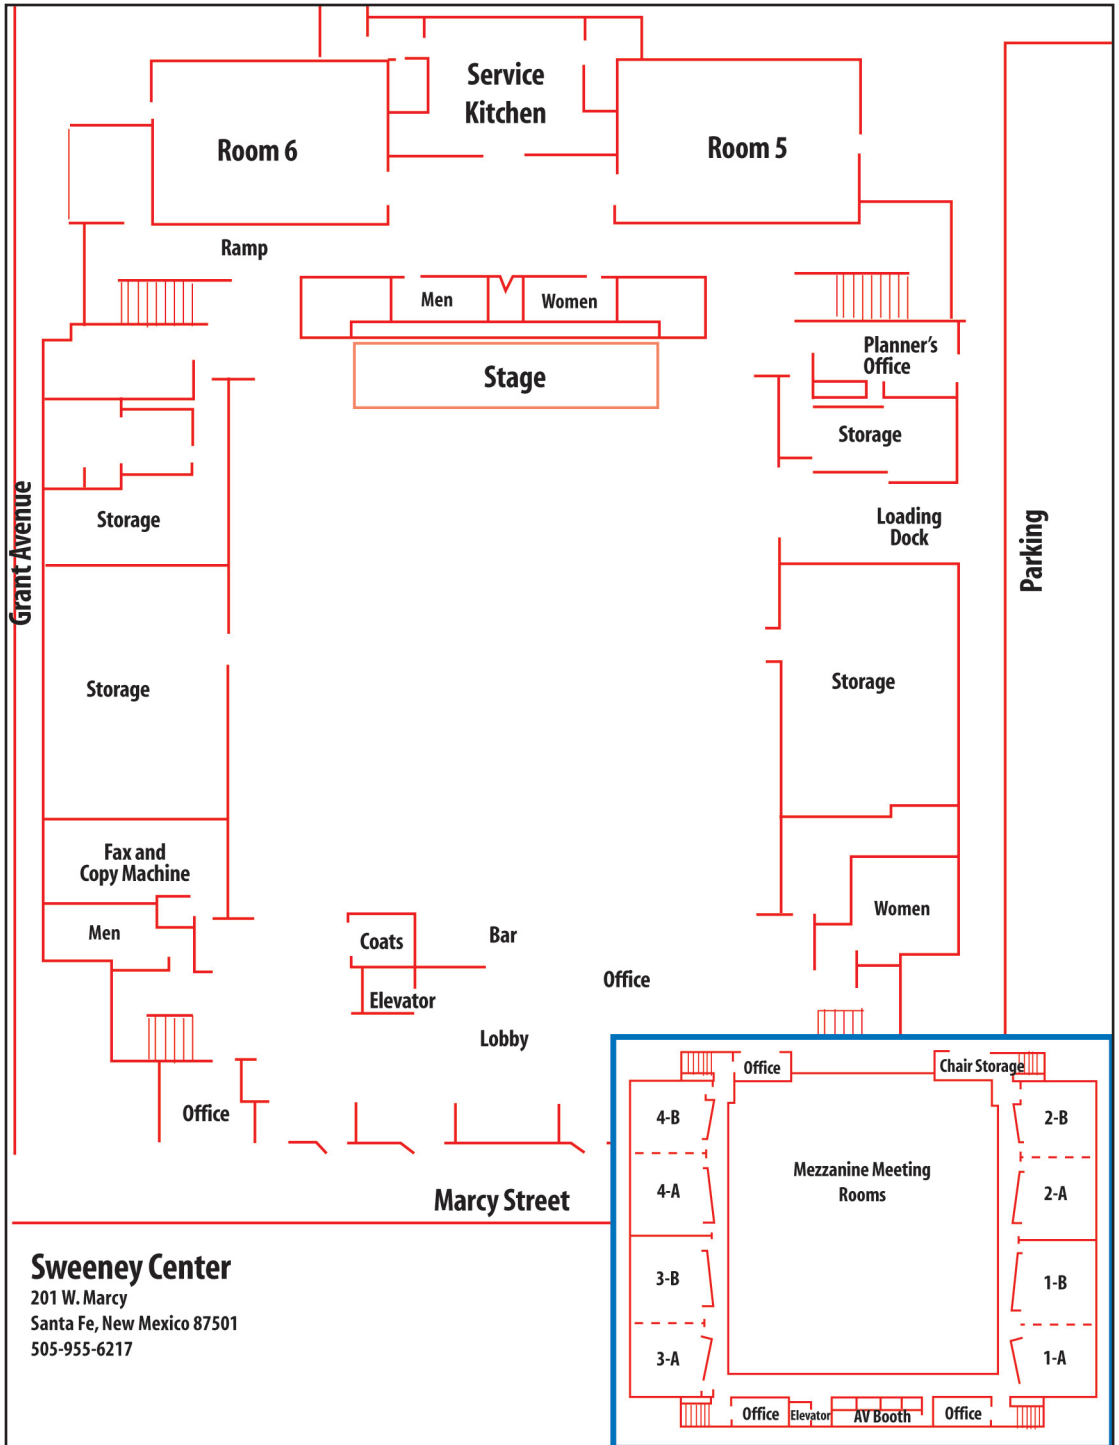 Service
Kitchen
Room 6
Room 5
Ramp
Men
Women
Stage
Planner's
Office
Storage
Grant Avenue
Storage
Loading
Dock
Parking
Storage
Storage
Fax and
Copy Machine
Men
Coats
Bar
Women
Office
Elevator
Lobby
Office
Marcy Street
Sweeney Center
201 W. Marcy
Santa Fe, New Mexico 87501
505-955-6217
Office
Chair Storage
4-B
2-B
Mezzanine Meeting
Rooms
4-A
2-A
3-B
1-B
3-A
1-A
Office
Elevator
AV Booth
Office